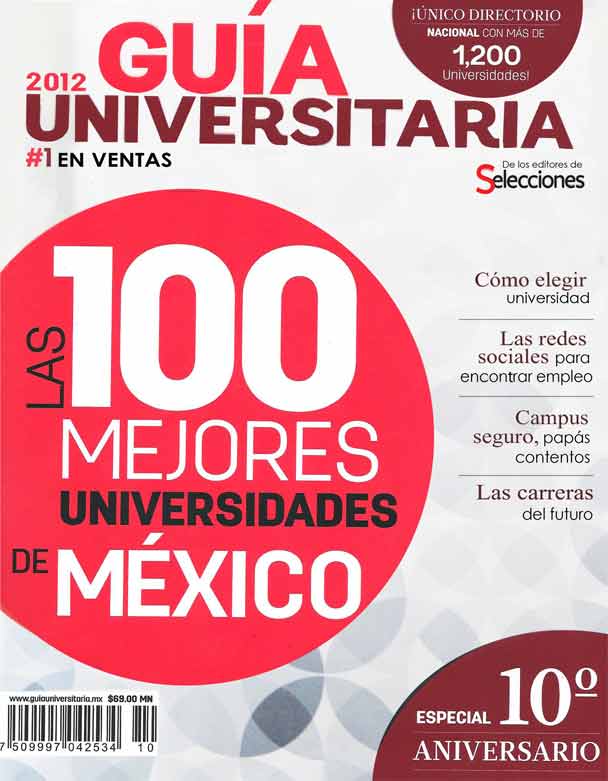 ¡ÚNICO DIRECTORIO
NACIONAL CON MÁS DE
1,200
Universidades!
2012 GUÍA
UNIVERSITARIA
#1 EN VENTAS
De los editores de
Selecciones
LAS 100
MEJORES
UNIVERSIDADES
DE MÉXICO
Cómo elegir
universidad
Las redes
sociales para
encontrar empleo
Campus
seguro, papás
contentos
Las carreras
del futuro
www.guiauniversitaria.mx $69.00 MN
7 509997 042534 10
ESPECIAL 10º
ANIVERSARIO